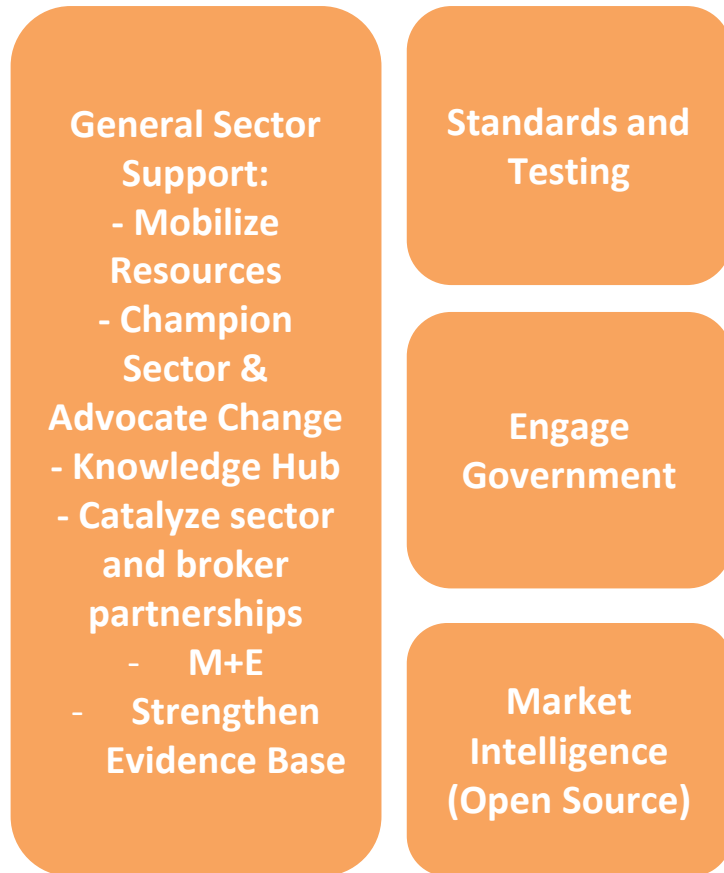 General Sector
Support:
- Mobilize
Resources
- Champion
Sector &
Advocate Change
- Knowledge Hub
- Catalyze sector
and broker
partnerships
- M+E
- Strengthen
Evidence Base
Standards and
Testing
Engage
Government
Market
Intelligence
(Open Source)